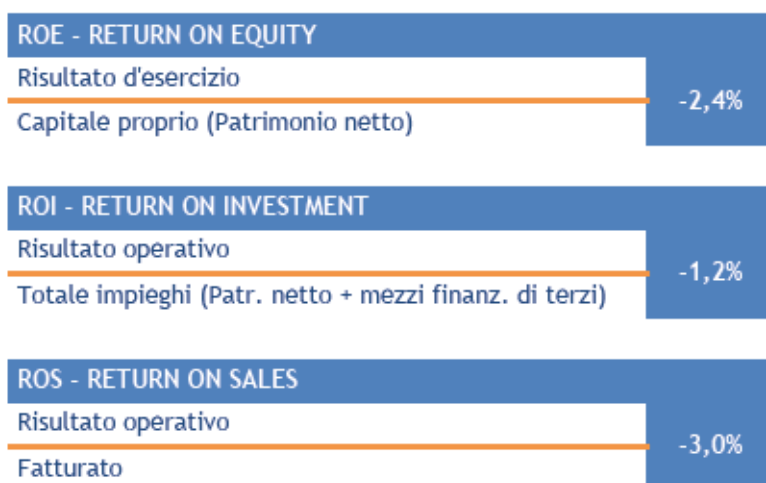 ROE - RETURN ON EQUITY
Risultato d'esercizio
-2,4%
Capitale proprio (Patrimonio netto)
ROI - RETURN ON INVESTMENT
Risultato operativo
-1,2%
Totale impieghi (Patr. netto + mezzi finanz. di terzi)
ROS - RETURN ON SALES
Risultato operativo
-3,0%
Fatturato